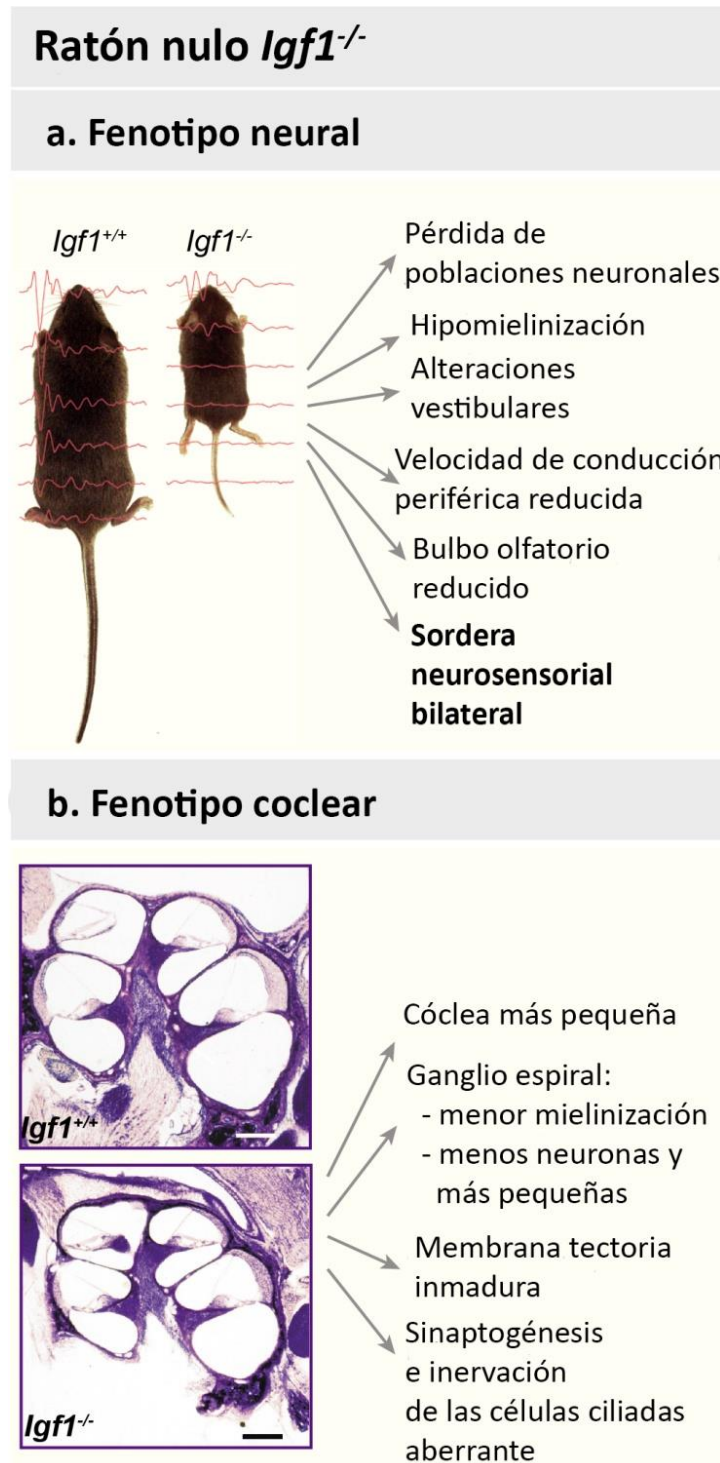 Ratón nulo Igf1-/-
a. Fenotipo neural
Igf1+/+
Igf1-/-
Pérdida de
poblaciones neuronales
Hipomielinización
Alteraciones
vestibulares
Velocidad de conducción
periférica reducida
Bulbo olfatorio
reducido
Sordera
neurosensorial
bilateral
b. Fenotipo coclear
Igf1+/+
Igf1-/-
Cóclea más pequeña
Ganglio espiral:
- menor mielinización
- menos neuronas y
más pequeñas
Membrana tectoria
inmadura
Sinaptogénesis
e inervación
de las células ciliadas
aberrante